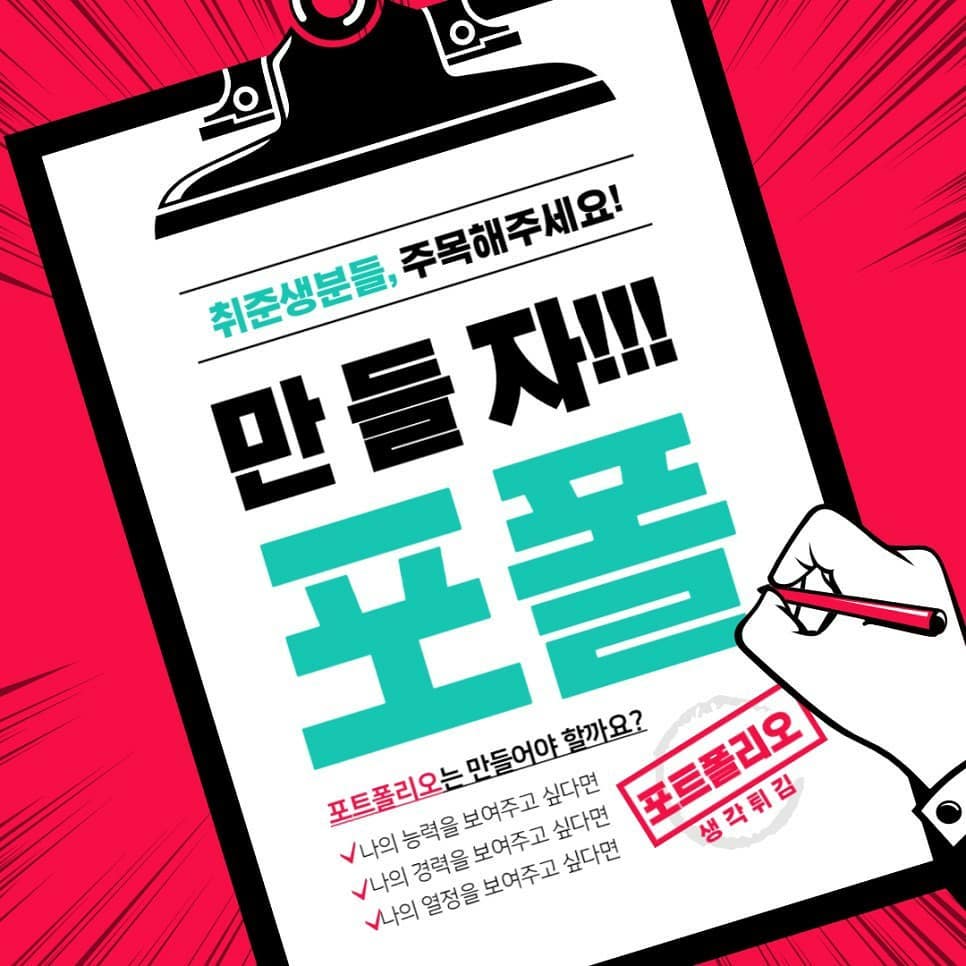 취준생분들, 주목해주세요!
만들자!!!
포폴
포트폴리오는 만들어야 할까요?
나의 능력을 보여주고 싶다면
나의 경력을 보여주고 싶다면
나의 열정을 보여주고 싶다면
포트폴리오
생각튀김